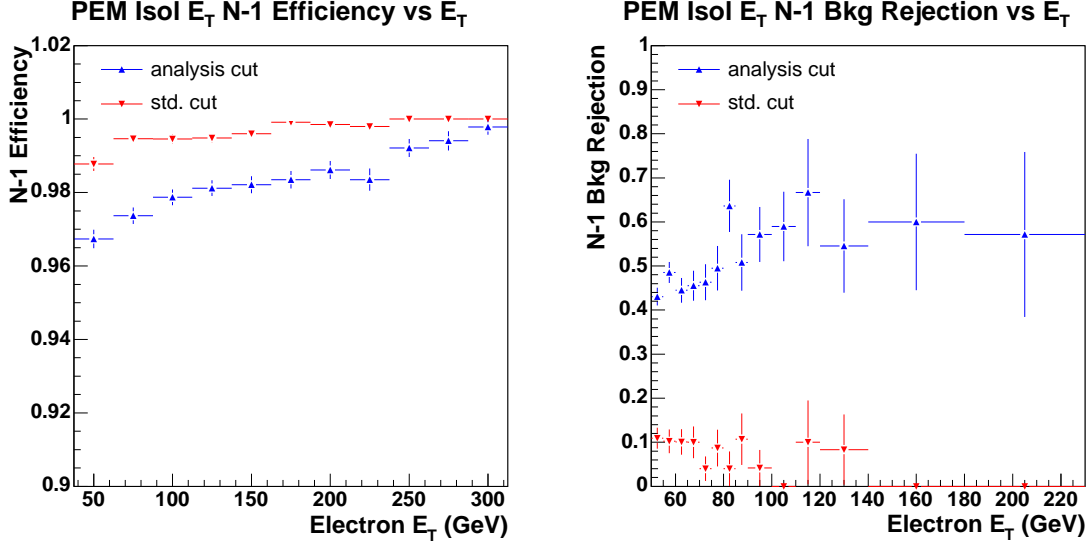 PEM Isol E_T N-1 Efficiency vs E_T
N-1 Efficiency
1.02
1
0.98
0.96
0.94
0.92
0.9
analysis cut
std. cut
50 100 150 200 250 300
Electron E_T (GeV)
PEM Isol E_T N-1 Bkg Rejection vs E_T
N-1 Bkg Rejection
1
0.9
0.8
0.7
0.6
0.5
0.4
0.3
0.2
0.1
0
analysis cut
std. cut
60 80 100 120 140 160 180 200 220
Electron E_T (GeV)